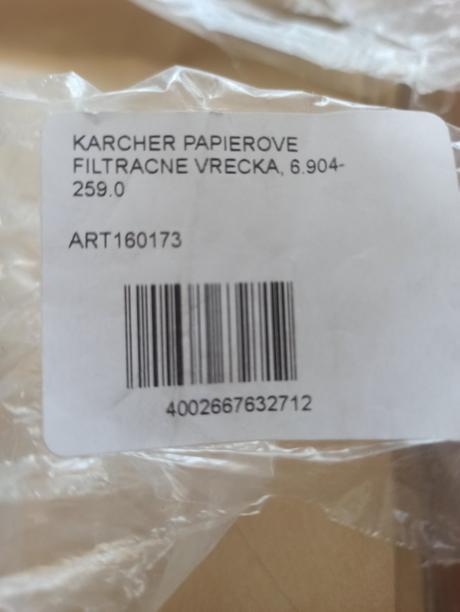 KARCHER PAPIEROVE
FILTRACNE VRECKA, 6.904-
259.0
ART160173
4002667632712